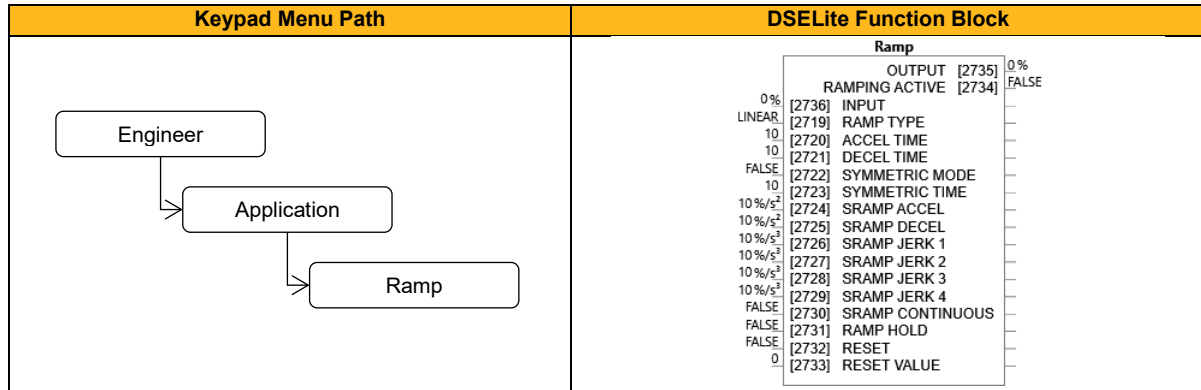 Keypad Menu Path
DSELite Function Block
Engineer
Application
Ramp
Ramp
OUTPUT [2735] 0%
RAMPING ACTIVE [2734] FALSE
0% [2736] INPUT
LINEAR [2719] RAMP TYPE
10 [2720] ACCEL TIME
10 [2721] DECEL TIME
FALSE [2722] SYMMETRIC MODE
10 [2723] SYMMETRIC TIME
10%/s² [2724] SRAMP ACCEL
10%/s² [2725] SRAMP DECEL
10%/s³ [2726] SRAMP JERK 1
10%/s³ [2727] SRAMP JERK 2
10%/s³ [2728] SRAMP JERK 3
10%/s³ [2729] SRAMP JERK 4
FALSE [2730] SRAMP CONTINUOUS
FALSE [2731] RAMP HOLD
FALSE [2732] RESET
0 [2733] RESET VALUE